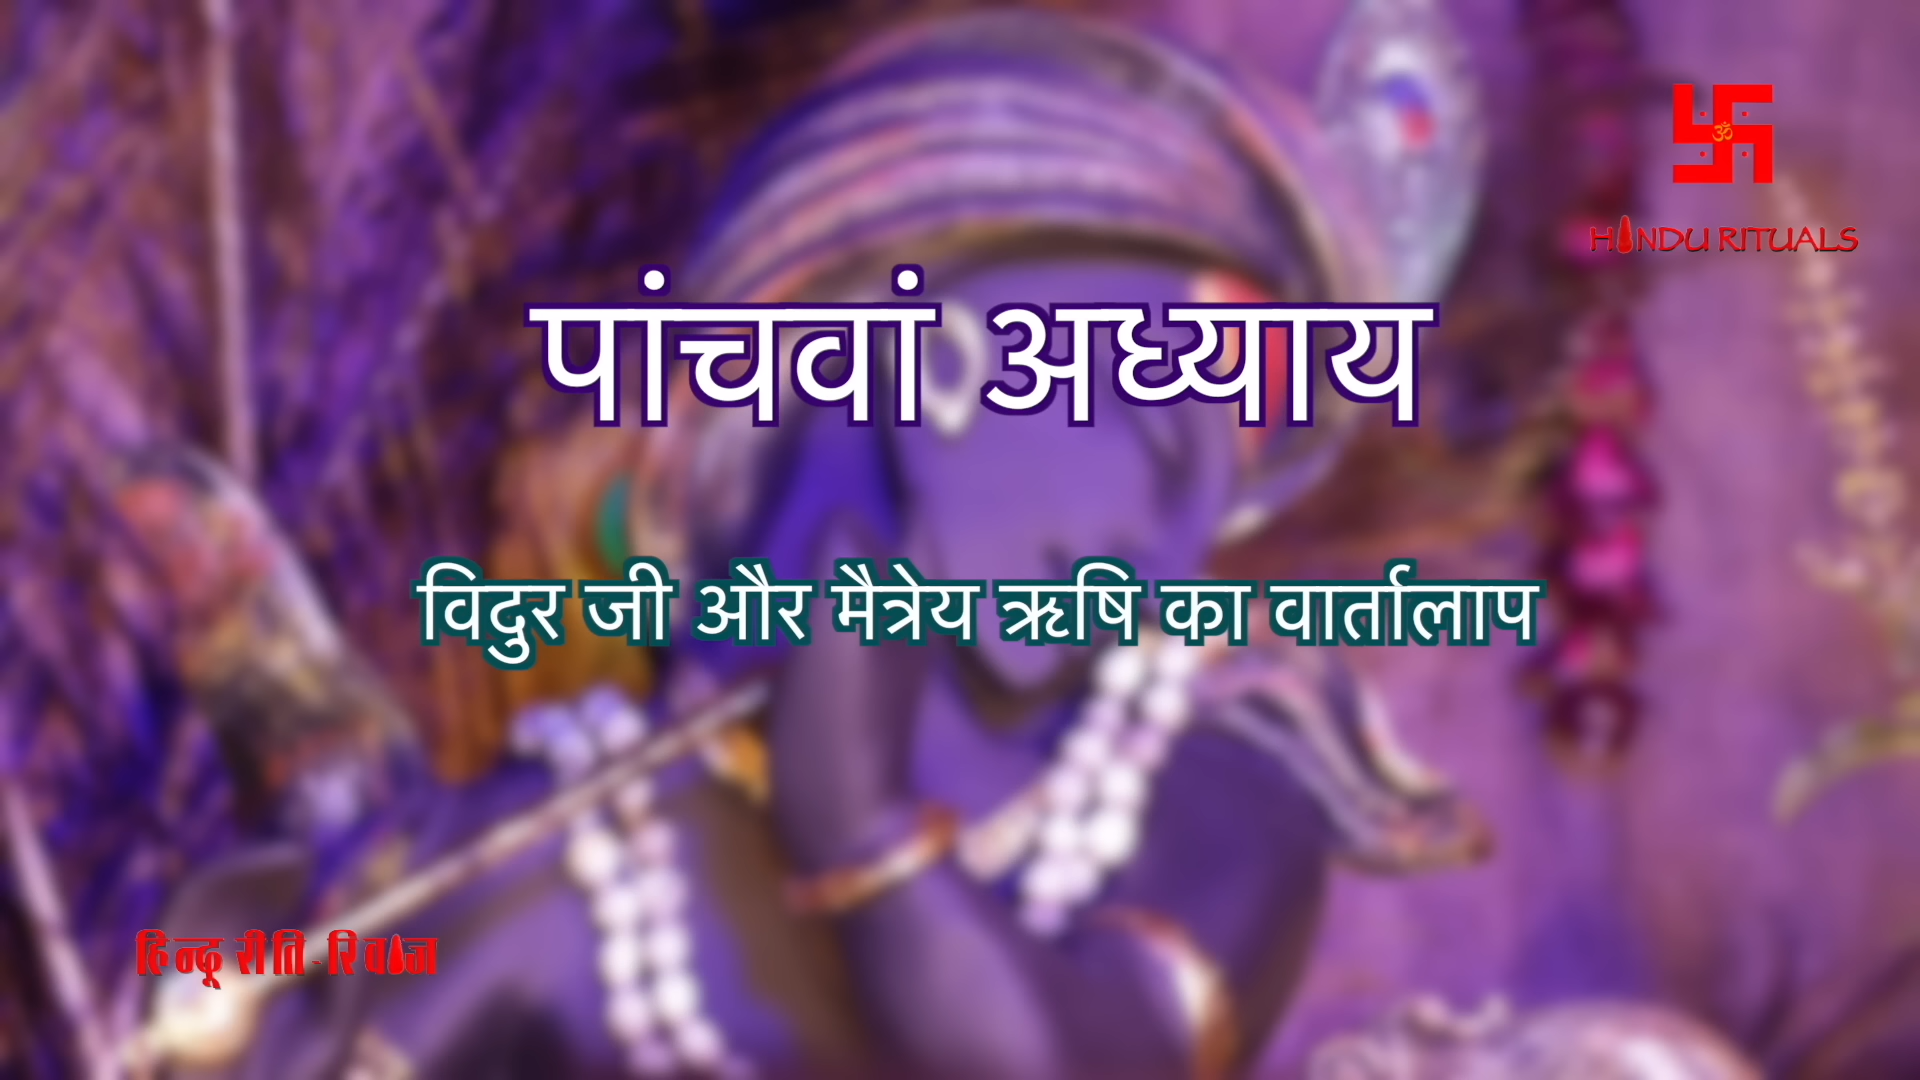 ॐ
HINDU RITUALS
पांचवां अध्याय
विदुर जी और मैत्रेय ऋषि का वार्तालाप
हिन्दू रीति-रिवाज